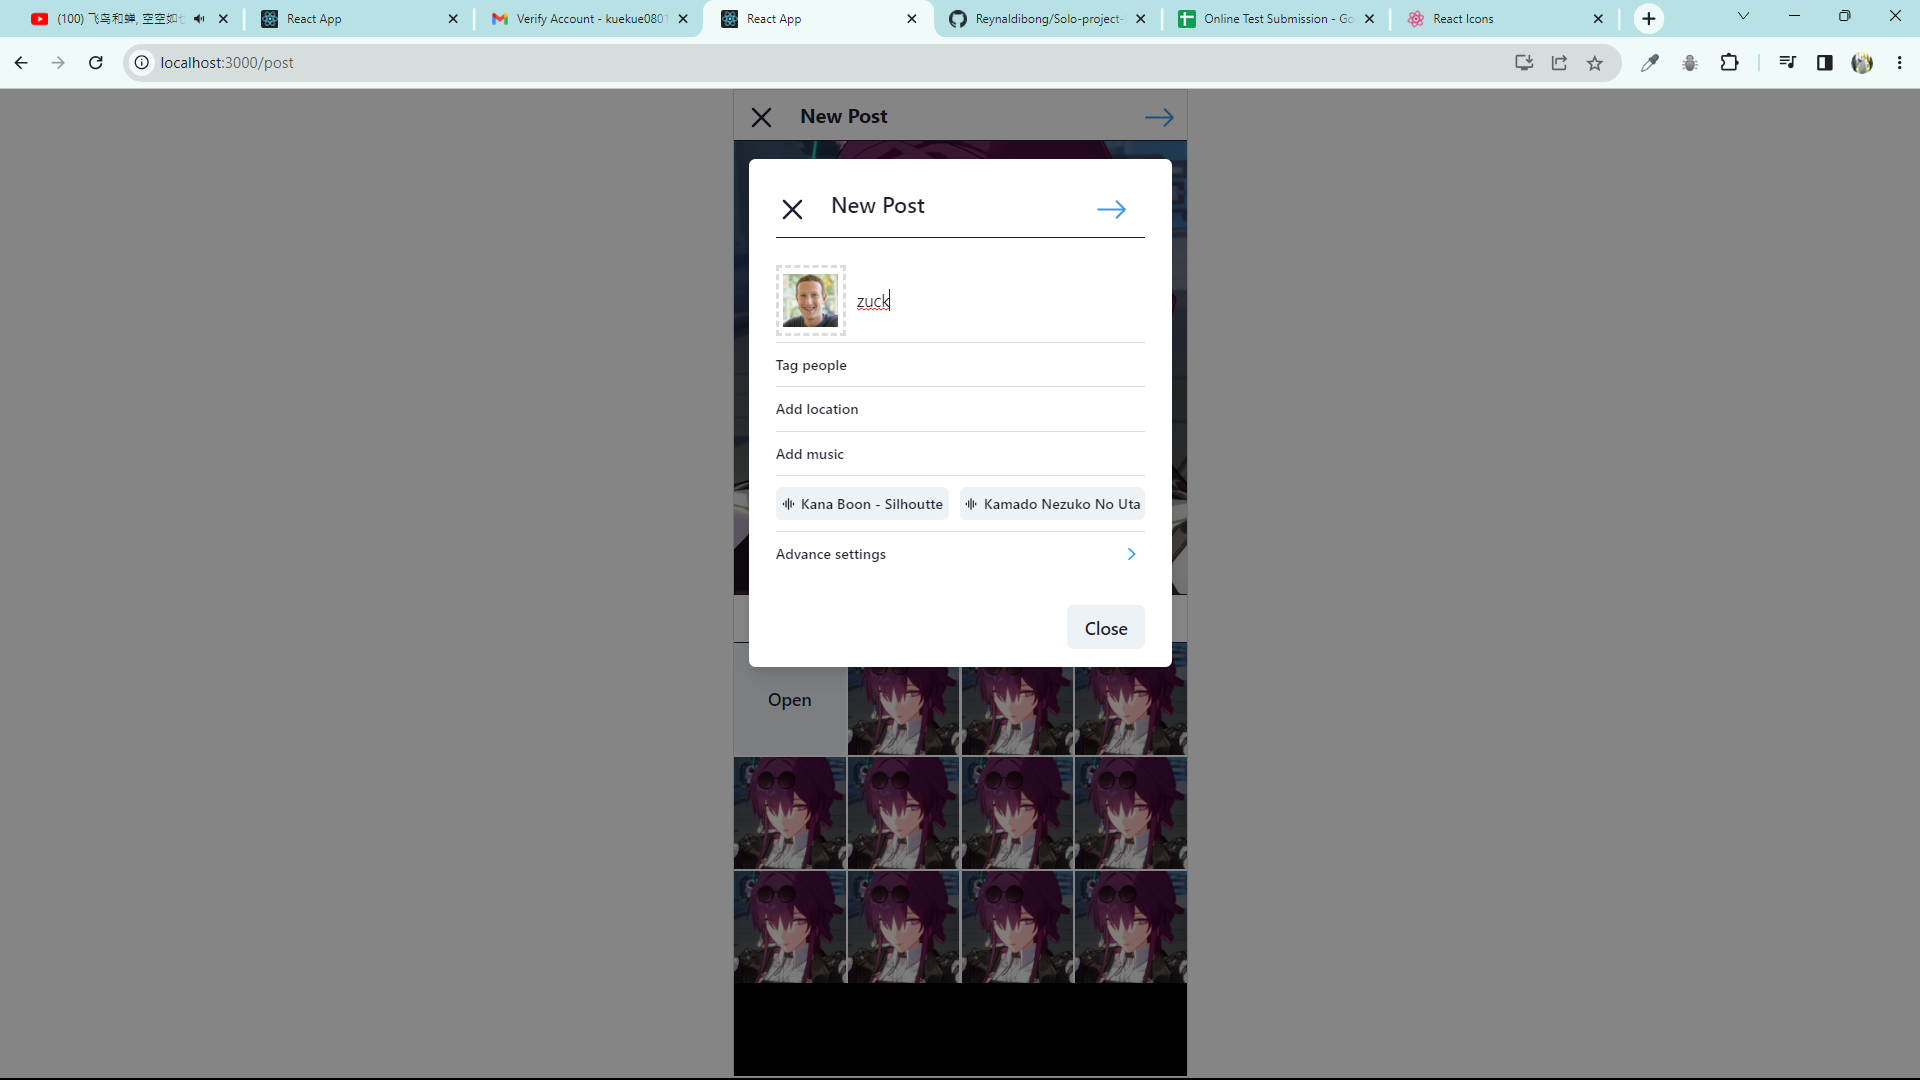 (100) 飞鸟和蝉, 空空如
React App
Verify Account - kuekue0801
React App
Reynaldibong/Solo-project-
Online Test Submission - Go
React Icons
localhost:3000/post
New Post
New Post
zuck
Tag people
Add location
Add music
Kana Boon - Silhoutte
Kamado Nezuko No Uta
Advance settings
Close
Open